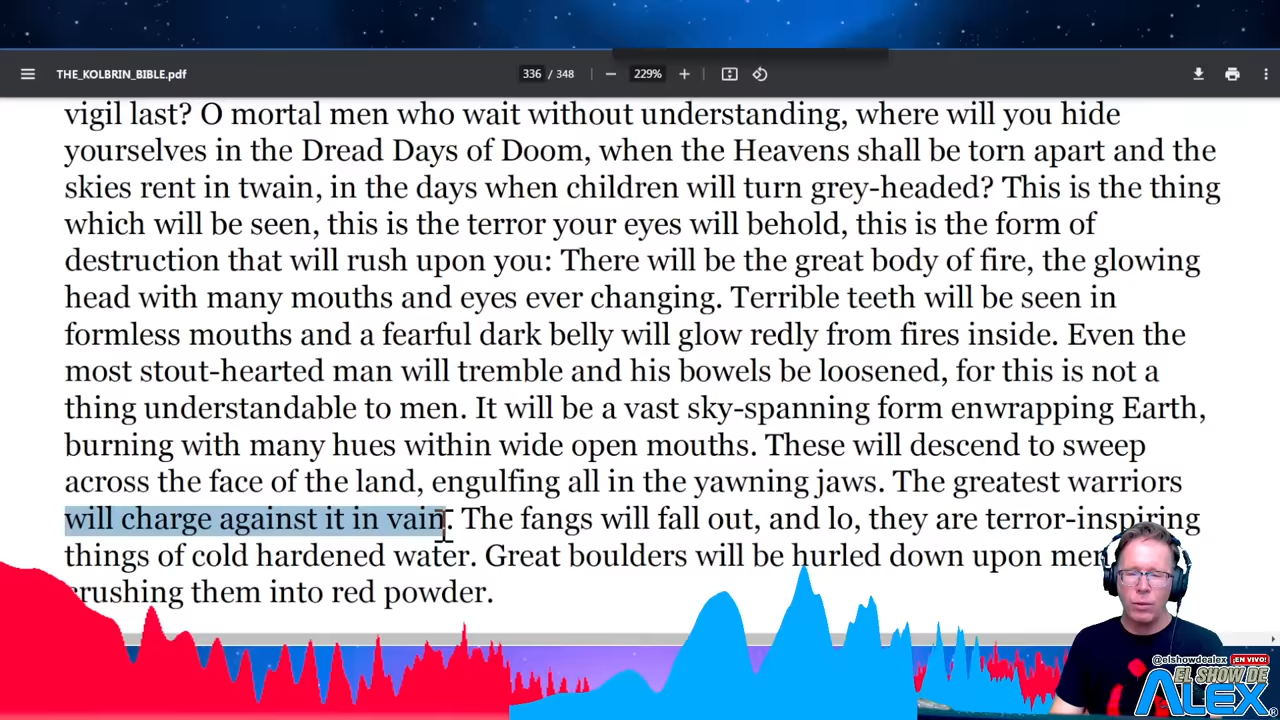 THE_KOLBRIN_BIBLE.pdf 336 / 348 229%
vigil last? O mortal men who wait without understanding, where will you hide
yourselves in the Dread Days of Doom, when the Heavens shall be torn apart and the
skies rent in twain, in the days when children will turn grey-headed? This is the thing
which will be seen, this is the terror your eyes will behold, this is the form of
destruction that will rush upon you: There will be the great body of fire, the glowing
head with many mouths and eyes ever changing. Terrible teeth will be seen in
formless mouths and a fearful dark belly will glow redly from fires inside. Even the
most stout-hearted man will tremble and his bowels be loosened, for this is not a
thing understandable to men. It will be a vast sky-spanning form enwrapping Earth,
burning with many hues within wide open mouths. These will descend to sweep
across the face of the land, engulfing all in the yawning jaws. The greatest warriors
will charge against it in vain. The fangs will fall out, and lo, they are terror-inspiring
things of cold hardened water. Great boulders will be hurled down upon men
crushing them into red powder.
@elshowdealex ¡EN VIVO!
EL SHOW DE
ALEX